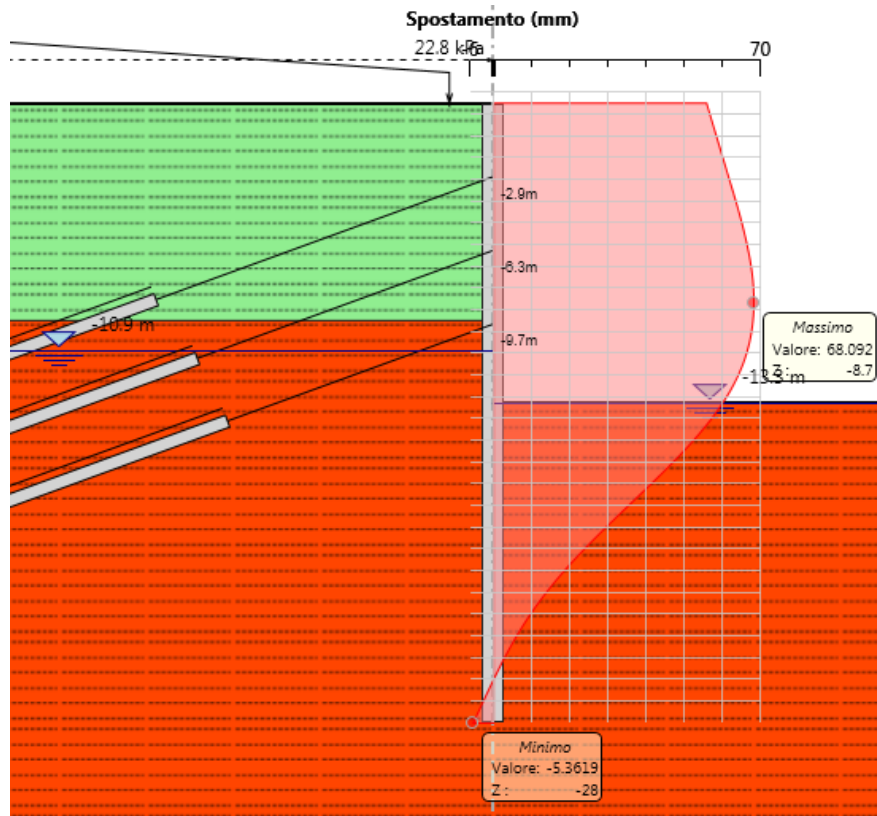 Spostamento (mm)
22.8 kPa
-6
70
-2.9m
-6.3m
-10.9 m
-9.7m
Massimo
Valore: 68.092
Z : -8.7
-13.3 m
Minimo
Valore: -5.3619
Z : -28